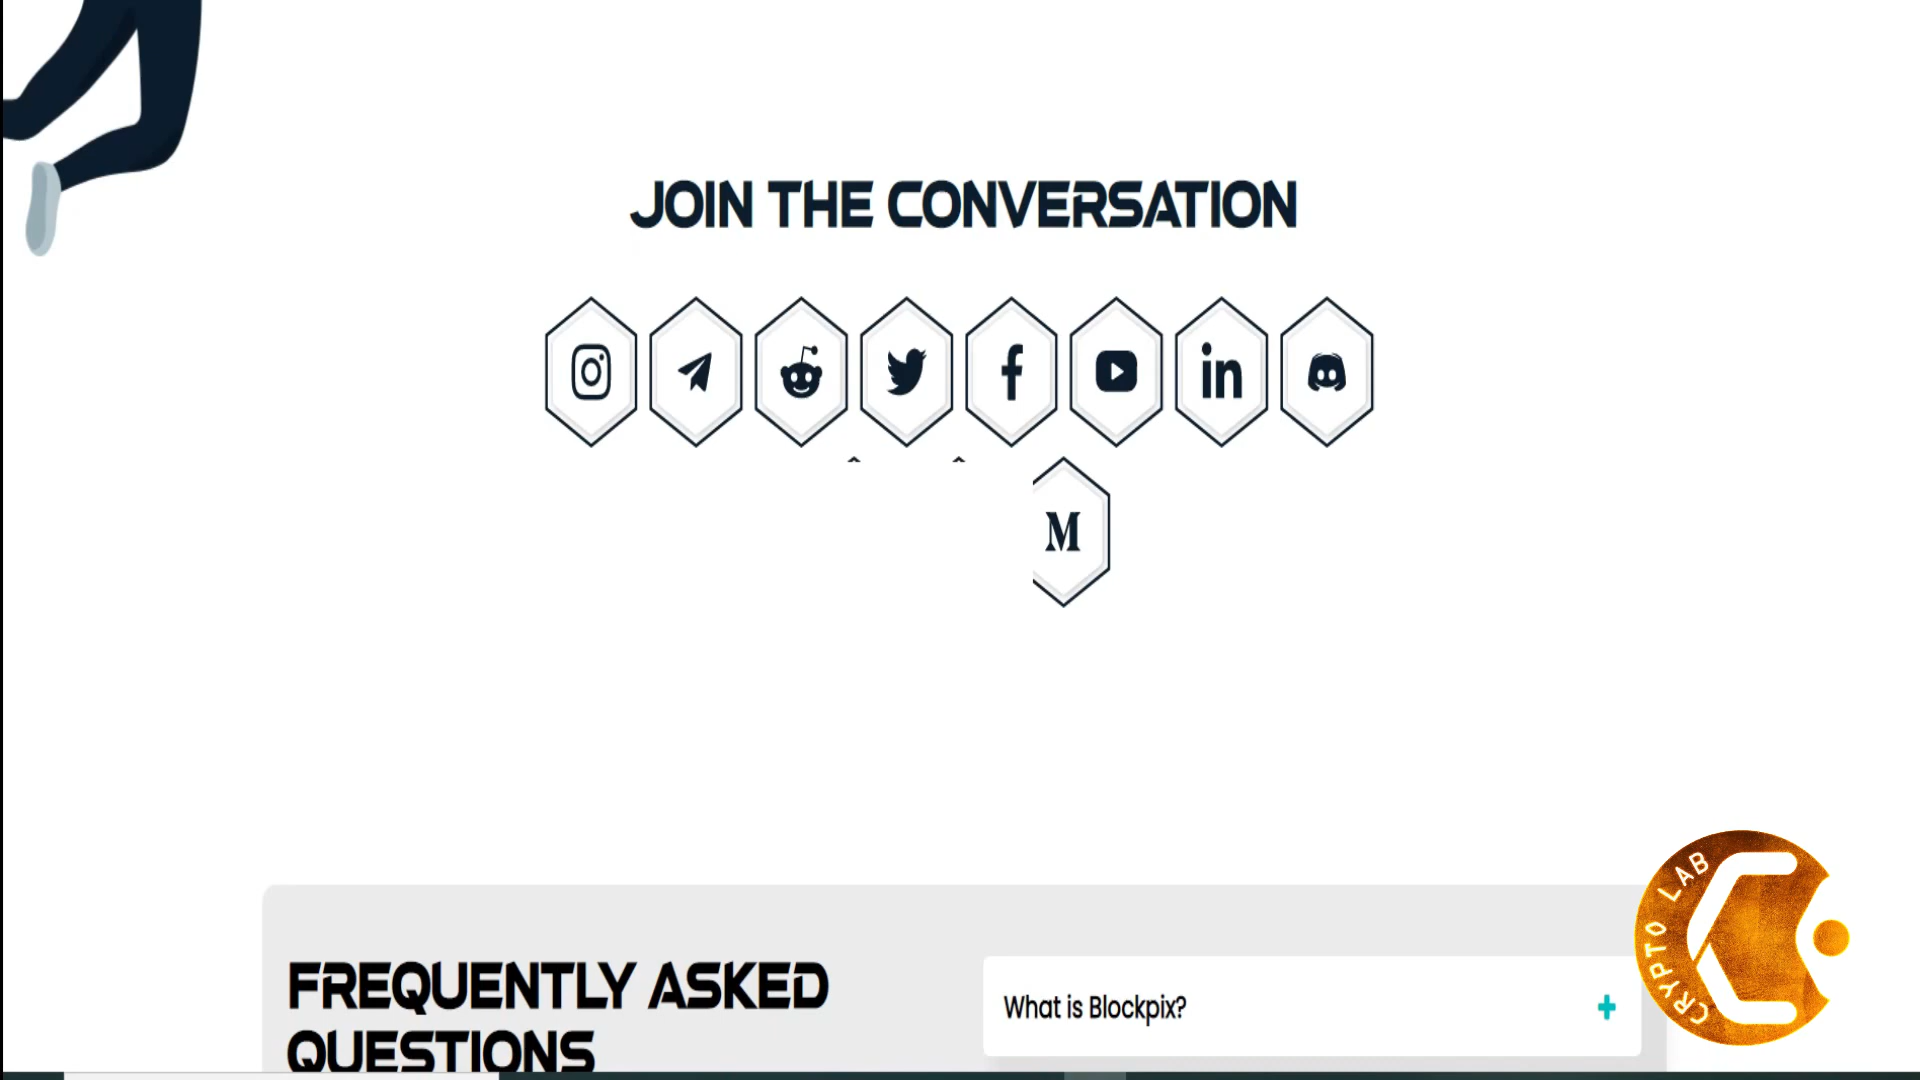 JOIN THE CONVERSATION
M
FREQUENTLY ASKED
QUESTIONS
What is Blockpix?
CRYPTO LAB